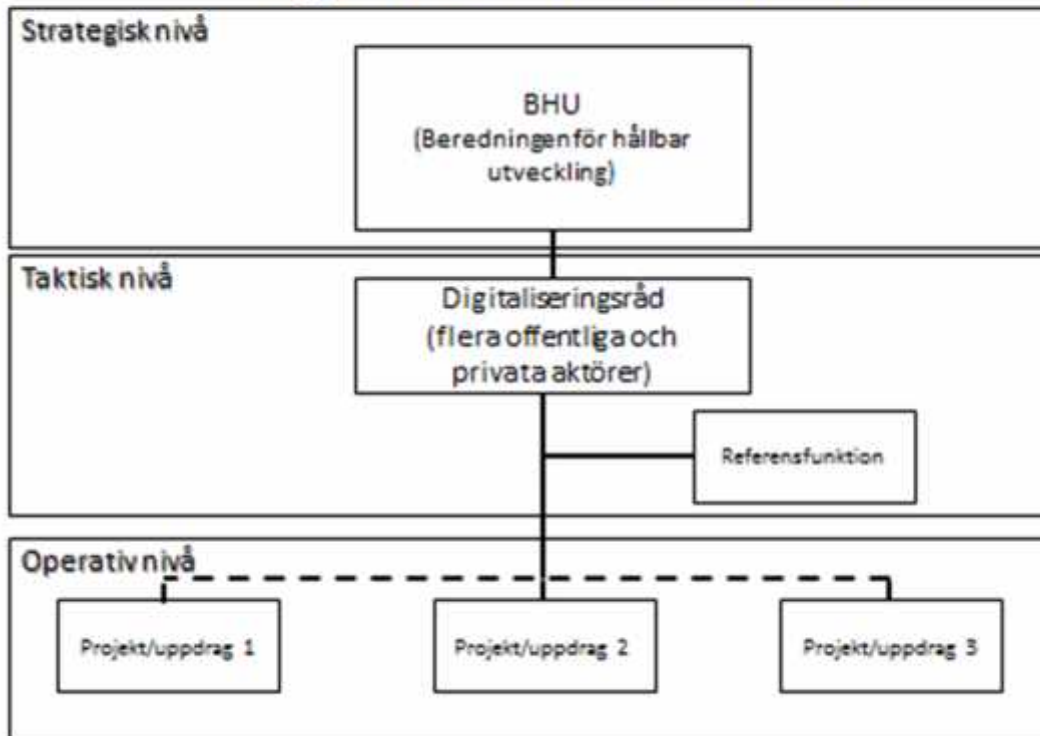 Strategisk nivå
BHU
(Beredningen för hållbar
utveckling)
Taktisk nivå
Digitaliseringsråd
(flera offentliga och
privata aktörer)
Referensfunktion
Operativ nivå
Projekt/uppdrag 1
Projekt/uppdrag 2
Projekt/uppdrag 3